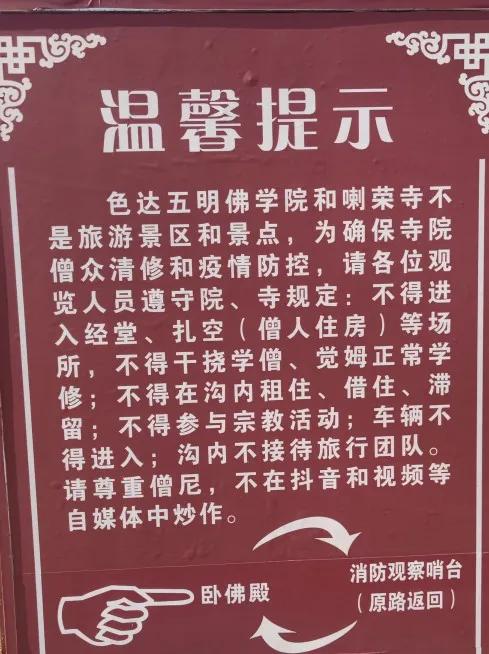 温馨提示
色达五明佛学院和喇荣寺不
是旅游景区和景点，为确保寺院
僧众清修和疫情防控，请各位观
览人员遵守院、寺规定：不得进
入经堂、扎空（僧人住房）等场
所，不得干挠学僧、觉姆正常学
修；不得在沟内租住、借住、滞
留；不得参与宗教活动；车辆不
得进入；沟内不接待旅行团队。
请尊重僧尼，不在抖音和视频等
自媒体中炒作。
卧佛殿
消防观察哨台
（原路返回）